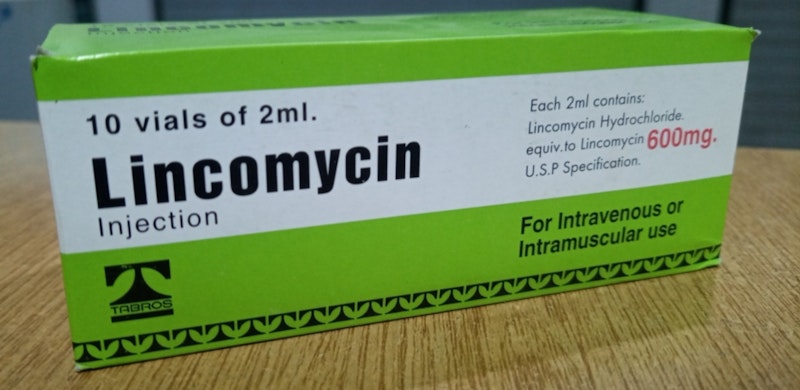 10 vials of 2ml.
Lincomycin
Injection
Each 2ml contains:
Lincomycin Hydrochloride.
equiv.to Lincomycin 600mg.
U.S.P Specification.
For Intravenous or
Intramuscular use
TABROS